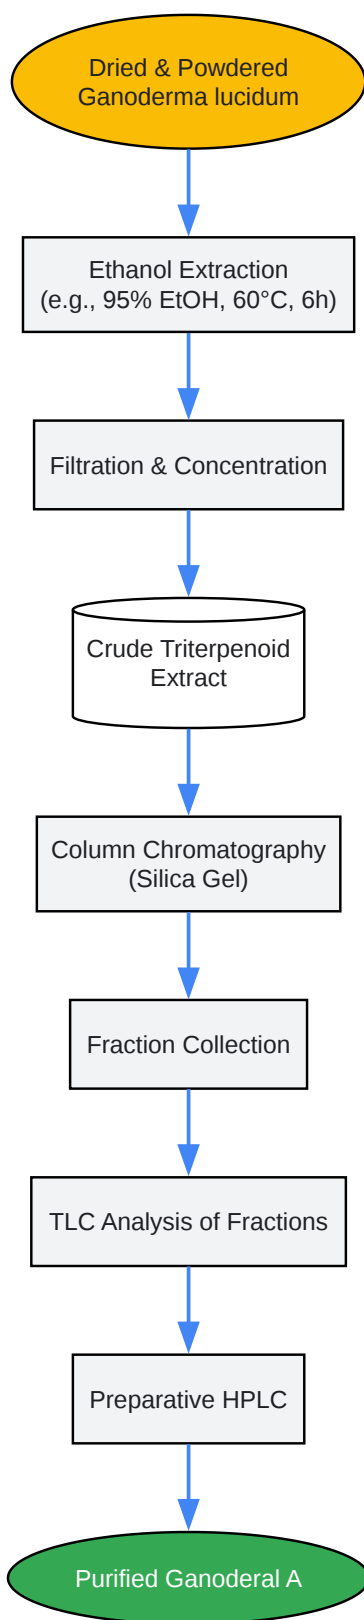 Dried & Powdered
Ganoderma lucidum
Ethanol Extraction
(e.g., 95% EtOH, 60°C, 6h)
Filtration & Concentration
Crude Triterpenoid
Extract
Column Chromatography
(Silica Gel)
Fraction Collection
TLC Analysis of Fractions
Preparative HPLC
Purified Ganoderal A